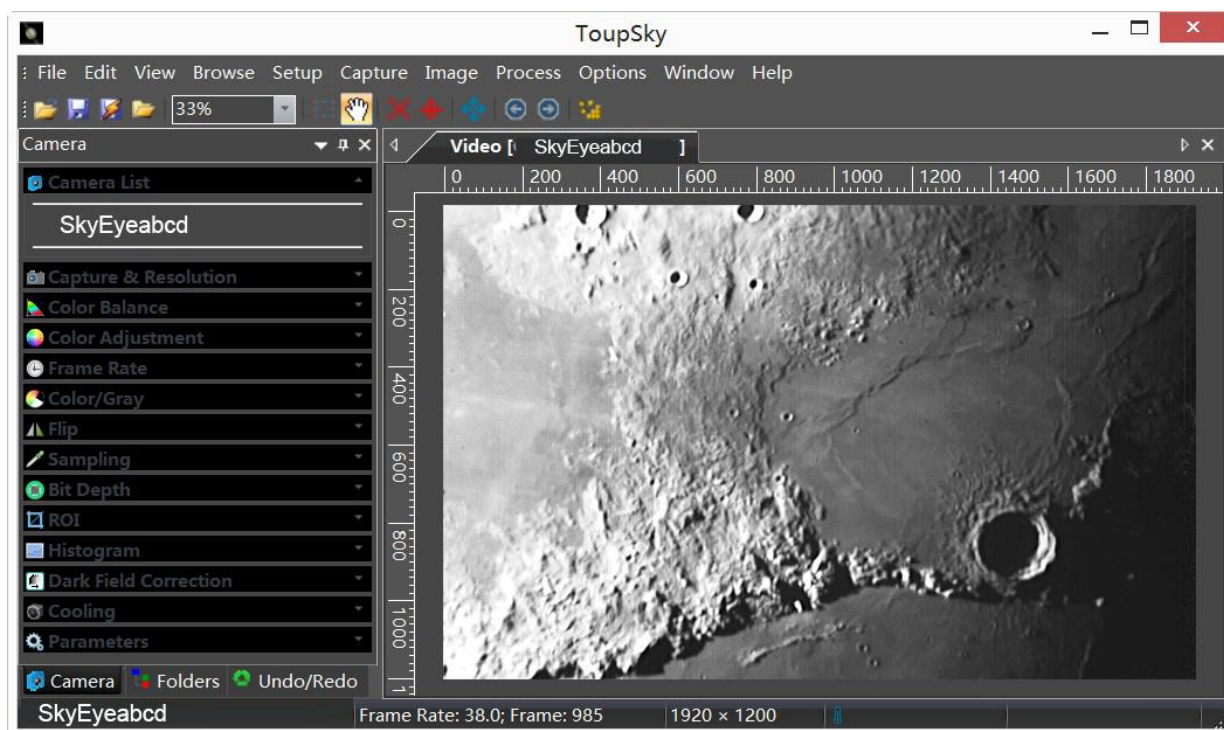 ToupSky
File Edit View Browse Setup Capture Image Process Options Window Help
33%
Camera
Video [ SkyEyeabcd ]
0 200 400 600 800 1000 1200 1400 1600 1800
Camera List
SkyEyeabcd
Capture & Resolution
Color Balance
Color Adjustment
Frame Rate
Color/Gray
Flip
Sampling
Bit Depth
ROI
Histogram
Dark Field Correction
Cooling
Parameters
0
200
400
600
800
1000
Camera Folders Undo/Redo
SkyEyeabcd Frame Rate: 38.0; Frame: 985 1920 × 1200